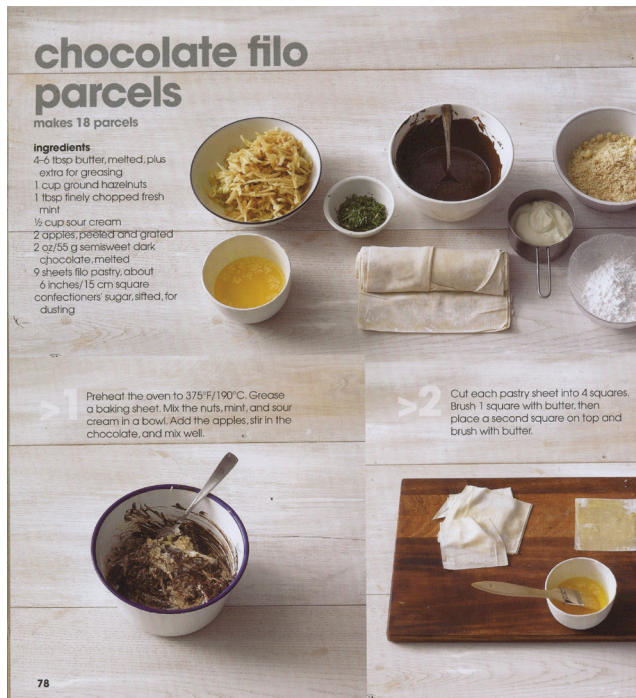 chocolate filo
parcels
makes 18 parcels
ingredients
4–6 tbsp butter, melted, plus
extra for greasing
1 cup ground hazelnuts
1 tbsp finely chopped fresh
mint
½ cup sour cream
2 apples, peeled and grated
2 oz/55 g semisweet dark
chocolate, melted
9 sheets filo pastry, about
6 inches/15 cm square
confectioners' sugar, sifted, for
dusting
>1
Preheat the oven to 375°F/190°C. Grease
a baking sheet. Mix the nuts, mint, and sour
cream in a bowl. Add the apples, stir in the
chocolate, and mix well.
>2
Cut each pastry sheet into 4 squares.
Brush 1 square with butter, then
place a second square on top and
brush with butter.
78